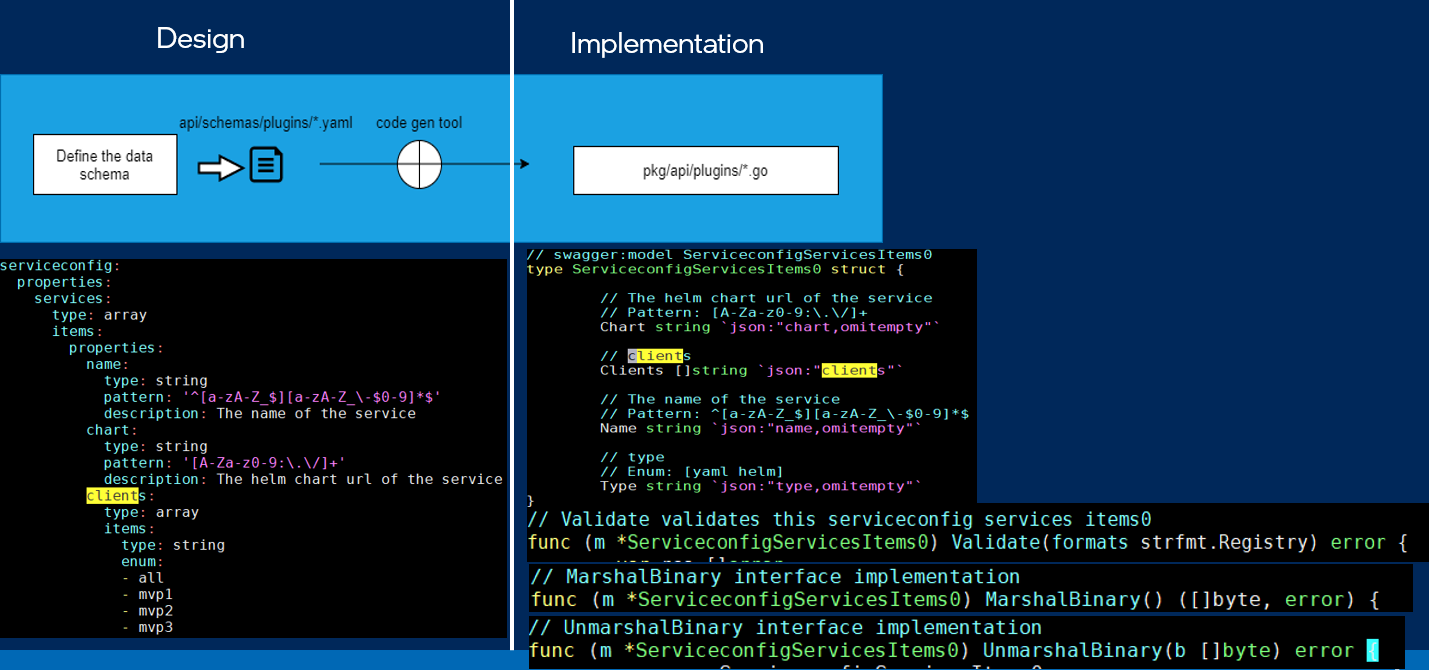 Design
Implementation
api/schemas/plugins/*.yaml
code gen tool
Define the data
schema
pkg/api/plugins/*.go
serviceconfig:
  properties:
    services:
      type: array
      items:
        properties:
          name:
            type: string
            pattern: '^[a-zA-Z_$][a-zA-Z_\-$0-9]*$'
            description: The name of the service
          chart:
            type: string
            pattern: '[A-Za-z0-9:\.\/]+'
            description: The helm chart url of the service
          clients:
            type: array
            items:
              type: string
              enum:
              - all
              - mvp1
              - mvp2
              - mvp3
// swagger:model ServiceconfigServicesItems0
type ServiceconfigServicesItems0 struct {
        // The helm chart url of the service
        // Pattern: [A-Za-z0-9:\.\/]+
        Chart string `json:"chart,omitempty"`
        // clients
        Clients []string `json:"clients"`
        // The name of the service
        // Pattern: ^[a-zA-Z_$][a-zA-Z_\-$0-9]*$
        Name string `json:"name,omitempty"`
        // type
        // Enum: [yaml helm]
        Type string `json:"type,omitempty"`
}
// Validate validates this serviceconfig services items0
func (m *ServiceconfigServicesItems0) Validate(formats strfmt.Registry) error {
// MarshalBinary interface implementation
func (m *ServiceconfigServicesItems0) MarshalBinary() ([]byte, error) {
// UnmarshalBinary interface implementation
func (m *ServiceconfigServicesItems0) UnmarshalBinary(b []byte) error {